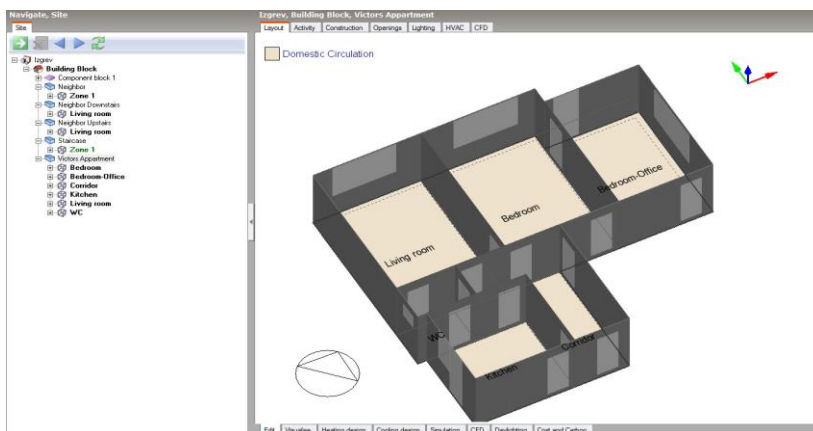 Navigate, Site
Site
Izgrev
Building Block
Component block 1
Neighbor
Zone 1
Neighbor Downstairs
Living room
Neighbor Upstairs
Living room
Staircase
Zone 1
Victors Appartment
Bedroom
Bedroom-Office
Corridor
Kitchen
Living room
WC
Izgrev, Building Block, Victors Appartment
Layout Activity Construction Openings Lighting HVAC CFD
Domestic Circulation
Bedroom-Office
Bedroom
Living room
WC
Corridor
Kitchen
Edit Visualise Heating design Cooling design Simulation CFD Daylighting Cost and Carbon